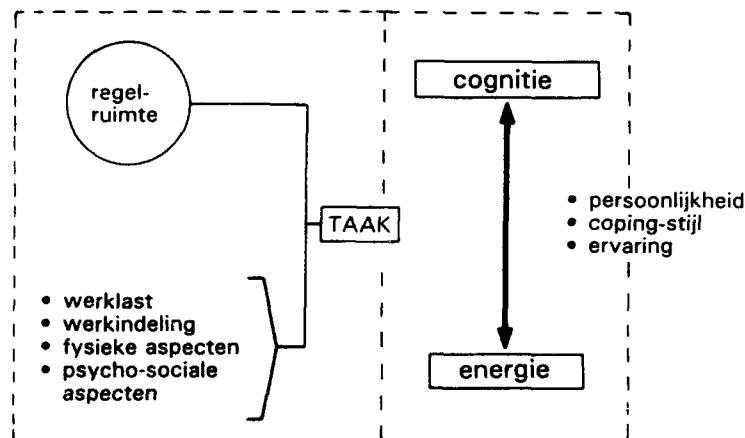 regel-
ruimte
TAAK
• werklast
• werkindeling
• fysieke aspecten
• psycho-sociale
aspecten
cognitie
energie
• persoonlijkheid
• coping-stijl
• ervaring